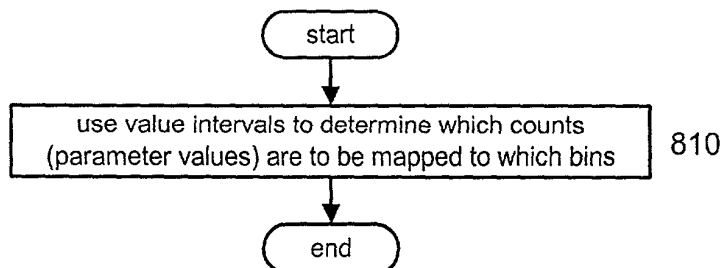 start
use value intervals to determine which counts
(parameter values) are to be mapped to which bins
810
end